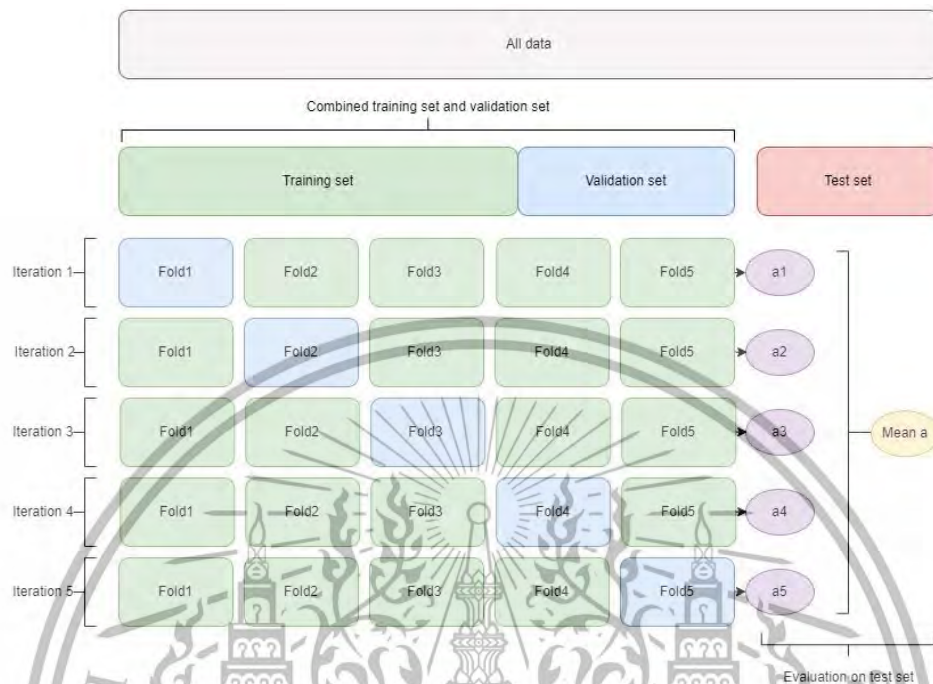 All data
Combined training set and validation set
Training set Validation set Test set
Iteration 1 Fold1 Fold2 Fold3 Fold4 Fold5 a1
Iteration 2 Fold1 Fold2 Fold3 Fold4 Fold5 a2
Iteration 3 Fold1 Fold2 Fold3 Fold4 Fold5 a3
Mean a
Iteration 4 Fold1 Fold2 Fold3 Fold4 Fold5 a4
Iteration 5 Fold1 Fold2 Fold3 Fold4 Fold5 a5
Evaluation on test set